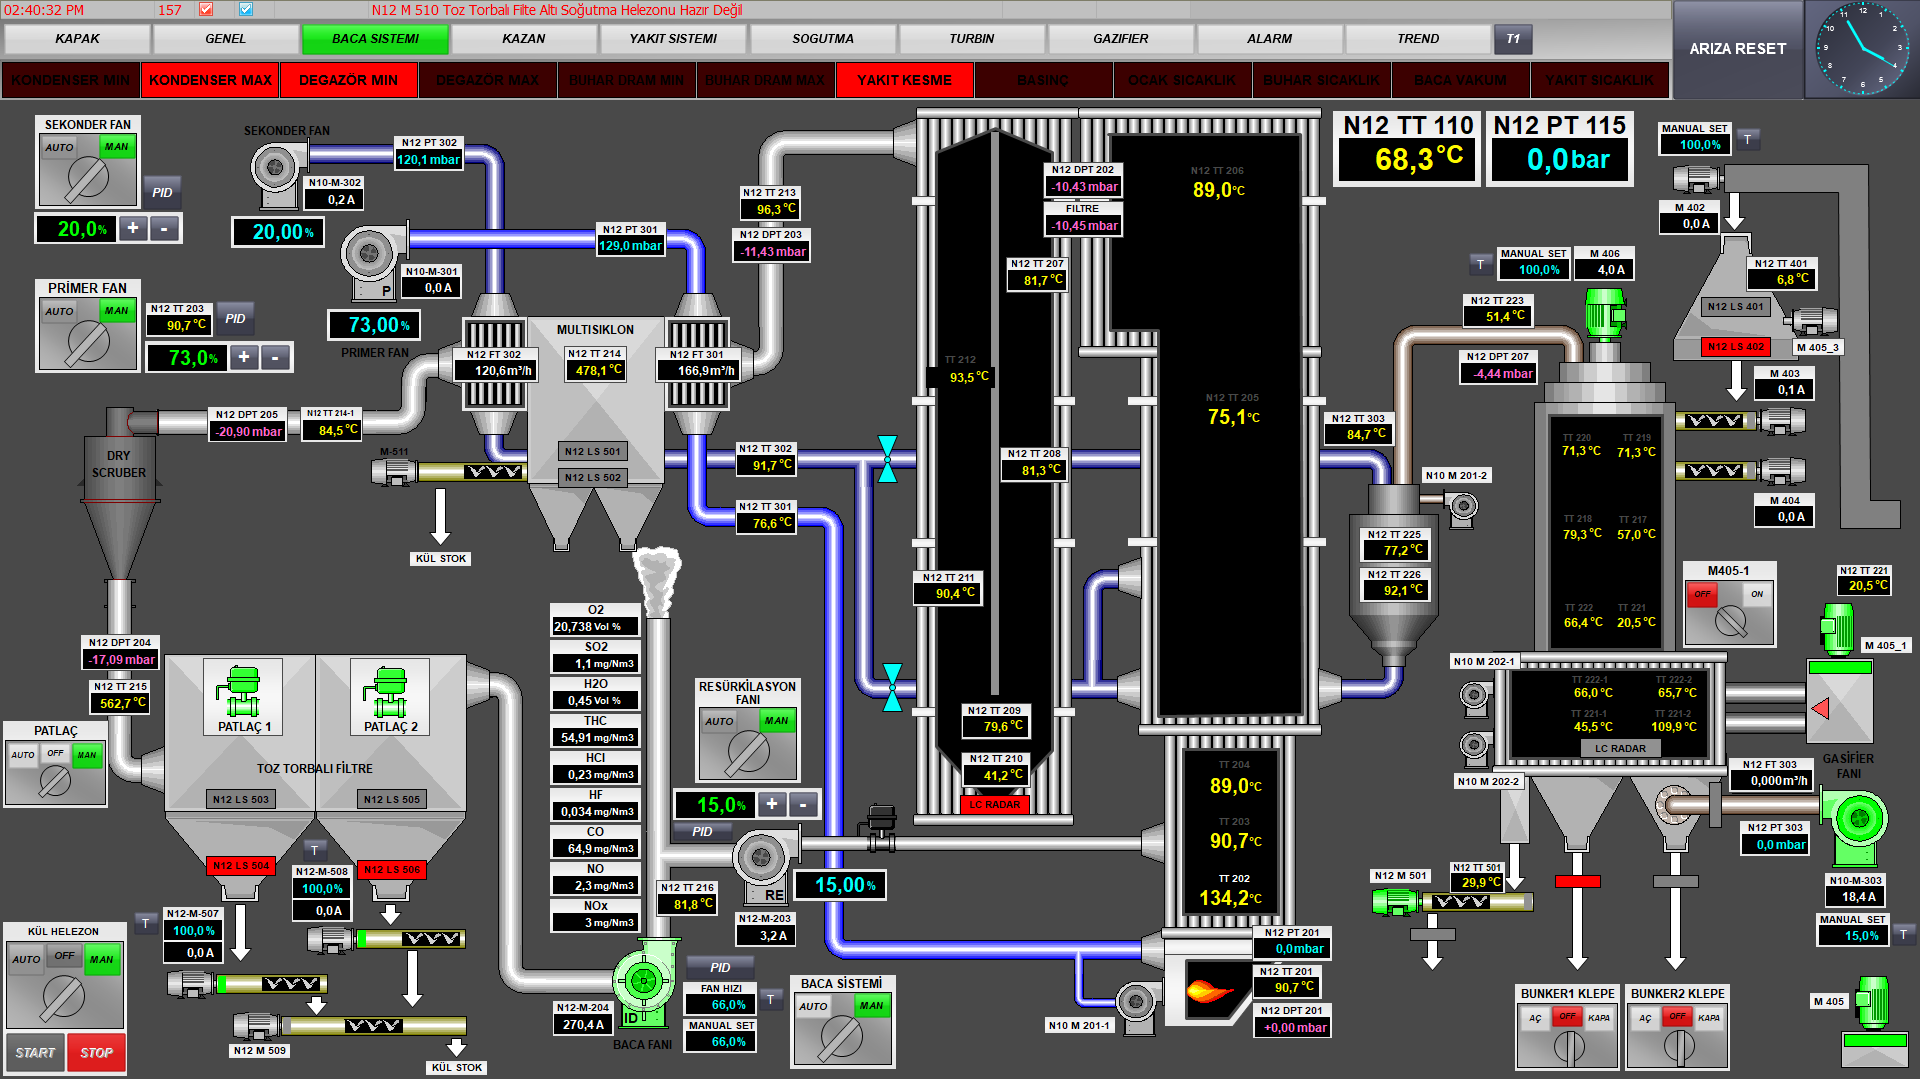 02:40:32 PM 157 N12 M 510 Toz Torbalı Filte Altı Soğutma Helezonu Hazır Değil
KAPAK GENEL BACA SISTEMI KAZAN YAKIT SISTEMI SOGUTMA TURBIN GAZIFIER ALARM TREND T1
ARIZA RESET
KONDENSER MIN KONDENSER MAX DEGAZÖR MIN DEGAZÖR MAX BUHAR DRAM MIN BUHAR DRAM MAX YAKIT KESME BASINÇ OCAK SICAKLIK BUHAR SICAKLIK BACA VAKUM YAKIT SICAKLIK
SEKONDER FAN
AUTO MAN
PID
20,0% + -
SEKONDER FAN
N10-M-302
0,2 A
20,00%
N12 PT 302
120,1 mbar
PRİMER FAN
AUTO MAN
N12 TT 203
90,7 °C
PID
73,0% + -
P
N10-M-301
0,0 A
73,00%
PRIMER FAN
N12 PT 301
129,0 mbar
N12 TT 213
96,3 °C
N12 DPT 203
-11,43 mbar
MULTISIKLON
N12 FT 302
120,6 m³/h
N12 TT 214
478,1 °C
N12 FT 301
166,9 m³/h
N12 LS 501
N12 LS 502
N12 DPT 205
-20,90 mbar
N12 TT 214-1
84,5 °C
DRY
SCRUBER
M-511
KÜL STOK
N12 TT 302
91,7 °C
N12 TT 301
76,6 °C
N12 DPT 204
-17,09 mbar
N12 TT 215
562,7 °C
PATLAÇ
AUTO OFF MAN
PATLAÇ 1
PATLAÇ 2
TOZ TORBALI FİLTRE
N12 LS 503
N12 LS 505
N12 LS 504
N12 LS 506
T
N12-M-508
100,0%
0,0 A
T
N12-M-507
100,0%
0,0 A
KÜL HELEZON
AUTO OFF MAN
START STOP
N12 M 509
KÜL STOK
O2
20,738 Vol %
SO2
1,1 mg/Nm3
H2O
0,45 Vol %
THC
54,91 mg/Nm3
HCl
0,23 mg/Nm3
HF
0,034 mg/Nm3
CO
64,9 mg/Nm3
NO
2,3 mg/Nm3
NOx
3 mg/Nm3
RESÜRKİLASYON
FANI
AUTO MAN
15,0% + -
PID
RE
15,00%
N12-M-203
3,2 A
N12 TT 216
81,8 °C
N12-M-204
270,4 A
ID
BACA FANI
PID
FAN HIZI
66,0%
T
MANUAL SET
66,0%
BACA SİSTEMİ
AUTO MAN
N12 DPT 202
-10,43 mbar
FILTRE
-10,45 mbar
N12 TT 207
81,7 °C
TT 212
93,5 °C
N12 TT 208
81,3 °C
N12 TT 211
90,4 °C
N12 TT 209
79,6 °C
N12 TT 210
41,2 °C
LC RADAR
N12 TT 206
89,0°C
N12 TT 205
75,1°C
TT 204
89,0°C
TT 203
90,7°C
TT 202
134,2°C
N12 PT 201
0,0 mbar
N12 TT 201
90,7 °C
N12 DPT 201
+0,00 mbar
N10 M 201-1
N12 TT 110
68,3°C
N12 PT 115
0,0 bar
MANUAL SET
100,0%
T
M 402
0,0 A
N12 TT 401
6,8 °C
N12 LS 401
N12 LS 402
M 405_3
M 403
0,1 A
M 404
0,0 A
T
MANUAL SET
100,0%
M 406
4,0 A
N12 TT 223
51,4 °C
N12 DPT 207
-4,44 mbar
N12 TT 303
84,7 °C
N10 M 201-2
N12 TT 225
77,2 °C
N12 TT 226
92,1 °C
TT 220
71,3 °C
TT 219
71,3 °C
TT 218
79,3 °C
TT 217
57,0 °C
TT 222
66,4 °C
TT 221
20,5 °C
M405-1
OFF ON
N12 TT 221
20,5 °C
M 405_1
N10 M 202-1
TT 222-1
66,0 °C
TT 222-2
65,7 °C
TT 221-1
45,5 °C
TT 221-2
109,9 °C
LC RADAR
N10 M 202-2
N12 FT 303
0,000 m³/h
GASİFİER
FANI
N12 PT 303
0,0 mbar
N10-M-303
18,4 A
MANUAL SET
15,0%
T
N12 M 501
N12 TT 501
29,9 °C
BUNKER1 KLEPE
AÇ OFF KAPA
BUNKER2 KLEPE
AÇ OFF KAPA
M 405
12 1 2 3 4 5 6 7 8 9 10 11